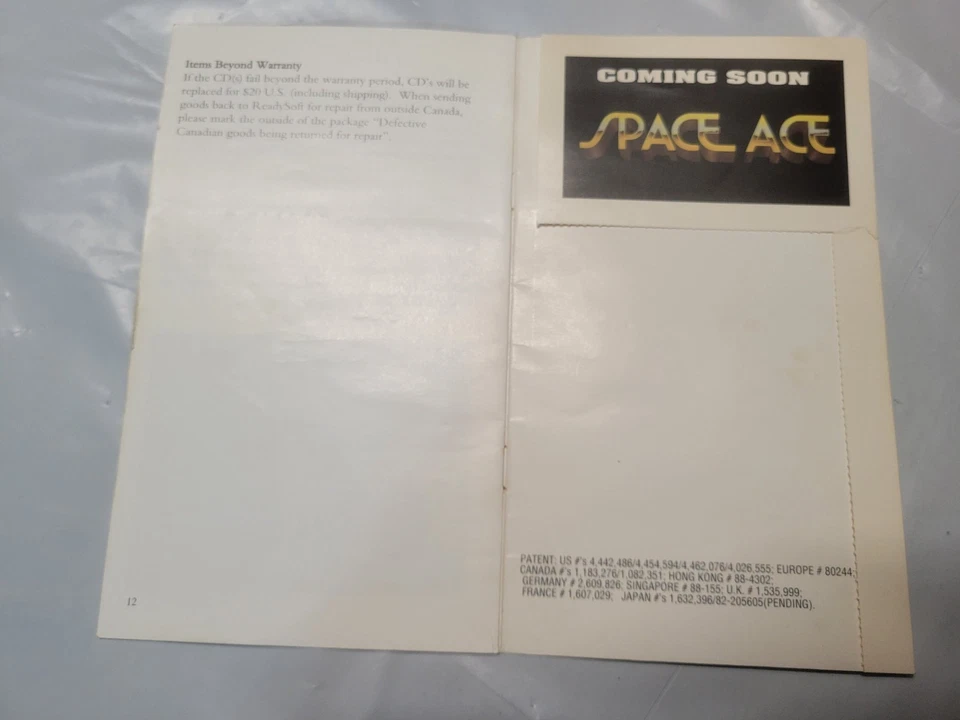 Items Beyond Warranty
If the CD(s) fail beyond the warranty period, CD's will be
replaced for $20 U.S. (including shipping). When sending
goods back to ReadySoft for repair from outside Canada,
please mark the outside of the package "Defective
Canadian goods being returned for repair".
12
COMING SOON
SPACE ACE
PATENT: US #'s 4,442,486/4,454,594/4,462,076/4,026,555; EUROPE # 80244;
CANADA #'s 1,183,276/1,082,351; HONG KONG # 88-4302;
GERMANY # 2,609,826; SINGAPORE # 88-155; U.K. # 1,535,999;
FRANCE # 1,607,029; JAPAN #'s 1,632,396/82-205605(PENDING).